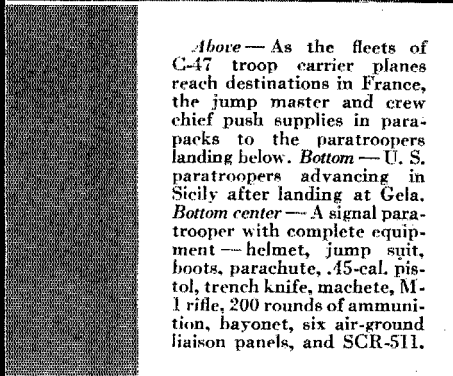 Above — As the fleets of
C-47 troop carrier planes
reach destinations in France,
the jump master and crew
chief push supplies in para-
packs to the paratroopers
landing below. Bottom — U. S.
paratroopers advancing in
Sicily after landing at Gela.
Bottom center — A signal para-
trooper with complete equip-
ment — helmet, jump suit,
boots, parachute, .45-cal. pis-
tol, trench knife, machete, M-
1 rifle, 200 rounds of ammuni-
tion, bayonet, six air-ground
liaison panels, and SCR-511.